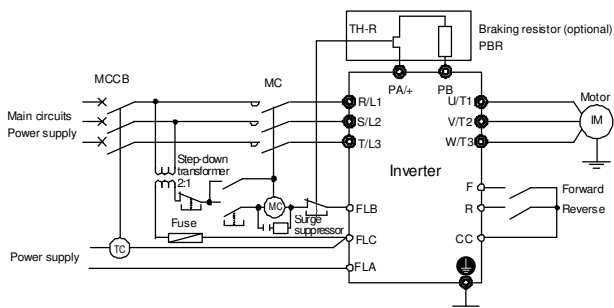 TH-R
Braking resistor (optional)
PBR
MCCB
MC
PA/+
PB
Main circuits
Power supply
R/L1
S/L2
T/L3
U/T1
V/T2
W/T3
Motor
IM
Step-down
transformer
2:1
Inverter
MC
FLB
Surge
suppressor
F
Forward
R
Reverse
Fuse
FLC
CC
TC
Power supply
FLA